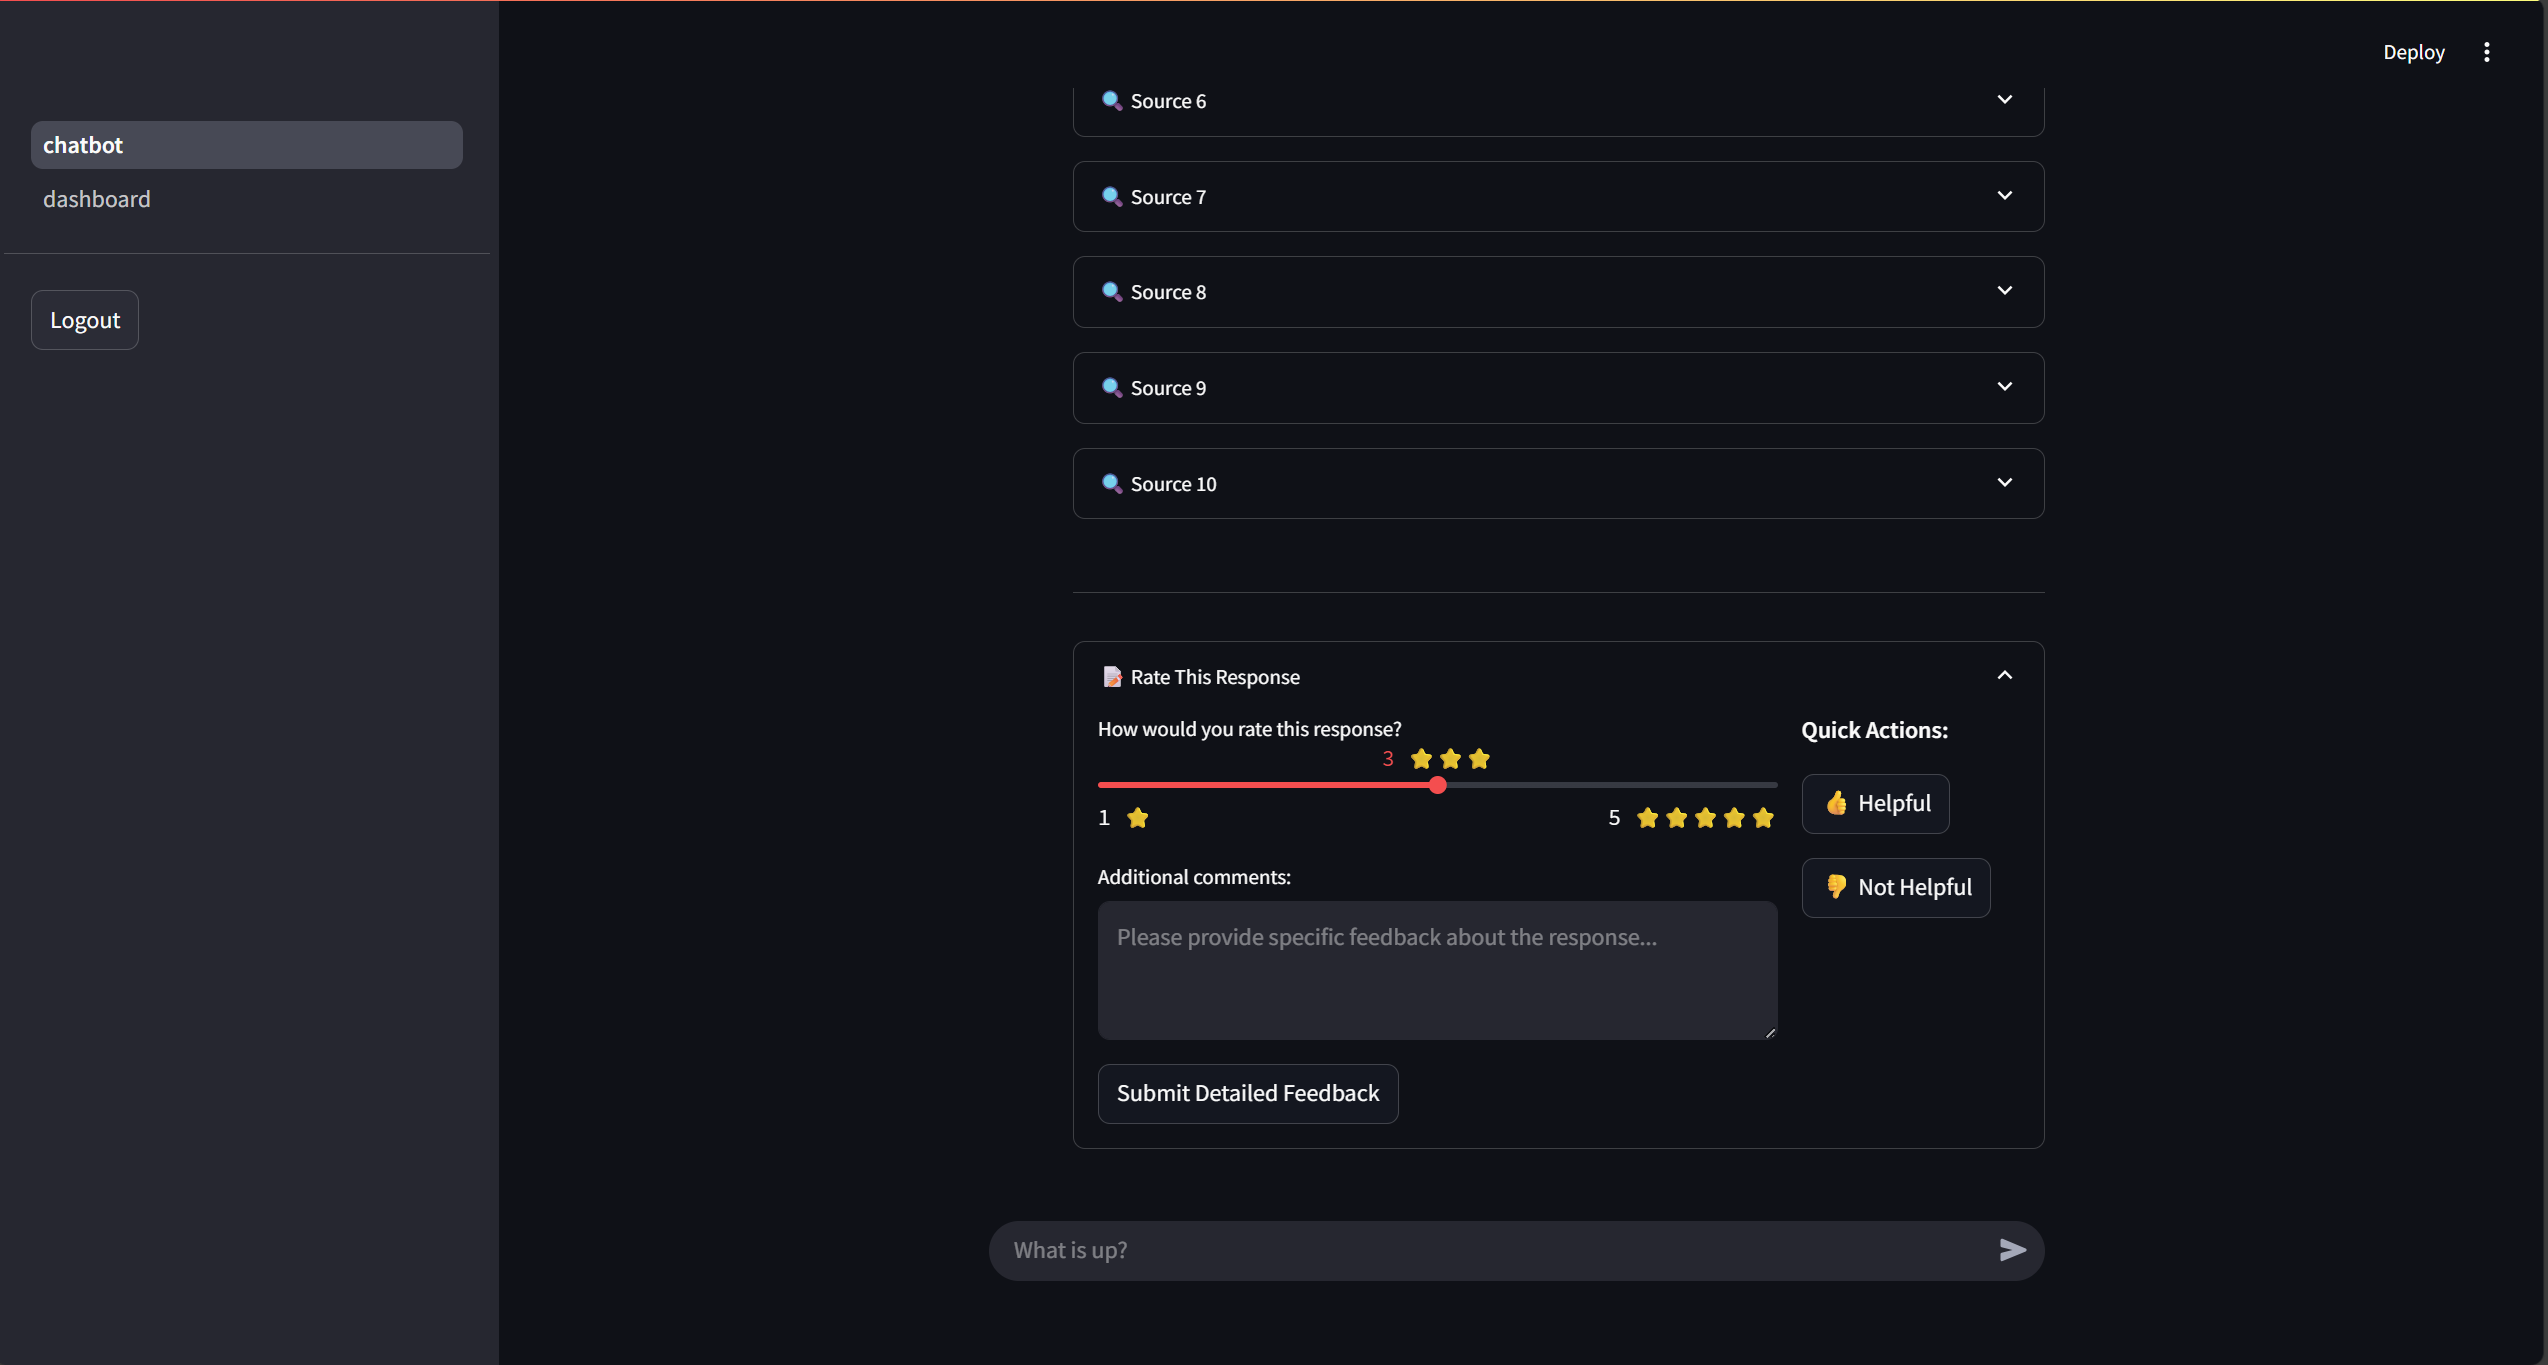 Deploy
chatbot
dashboard
Logout
Source 6
Source 7
Source 8
Source 9
Source 10
Rate This Response
How would you rate this response?
3
1
5
Additional comments:
Please provide specific feedback about the response...
Submit Detailed Feedback
Quick Actions:
Helpful
Not Helpful
What is up?